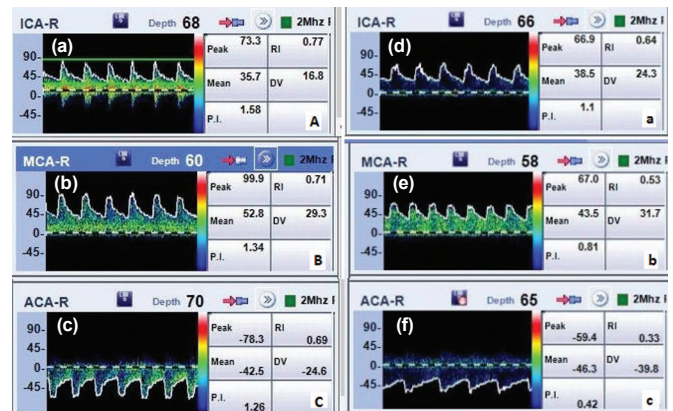 ICA-R Depth 68 2Mhz
(a)
90-
45-
0-
-45-
Peak 73.3 RI 0.77
Mean 35.7 DV 16.8
P.I. 1.58
A
ICA-R Depth 66 2Mhz
(d)
90-
45-
0-
-45-
Peak 66.9 RI 0.64
Mean 38.5 DV 24.3
P.I. 1.1
a
MCA-R Depth 60 2Mhz
(b)
90-
45-
0-
-45-
Peak 99.9 RI 0.71
Mean 52.8 DV 29.3
P.I. 1.34
B
MCA-R Depth 58 2Mhz
(e)
90-
45-
0-
-45-
Peak 67.0 RI 0.53
Mean 43.5 DV 31.7
P.I. 0.81
b
ACA-R Depth 70 2Mhz
(c)
90-
45-
0-
-45-
Peak -78.3 RI 0.69
Mean -42.5 DV -24.6
P.I. 1.26
C
ACA-R Depth 65 2Mhz
(f)
90-
45-
0-
-45-
Peak -59.4 RI 0.33
Mean -46.3 DV -39.8
P.I. 0.42
c